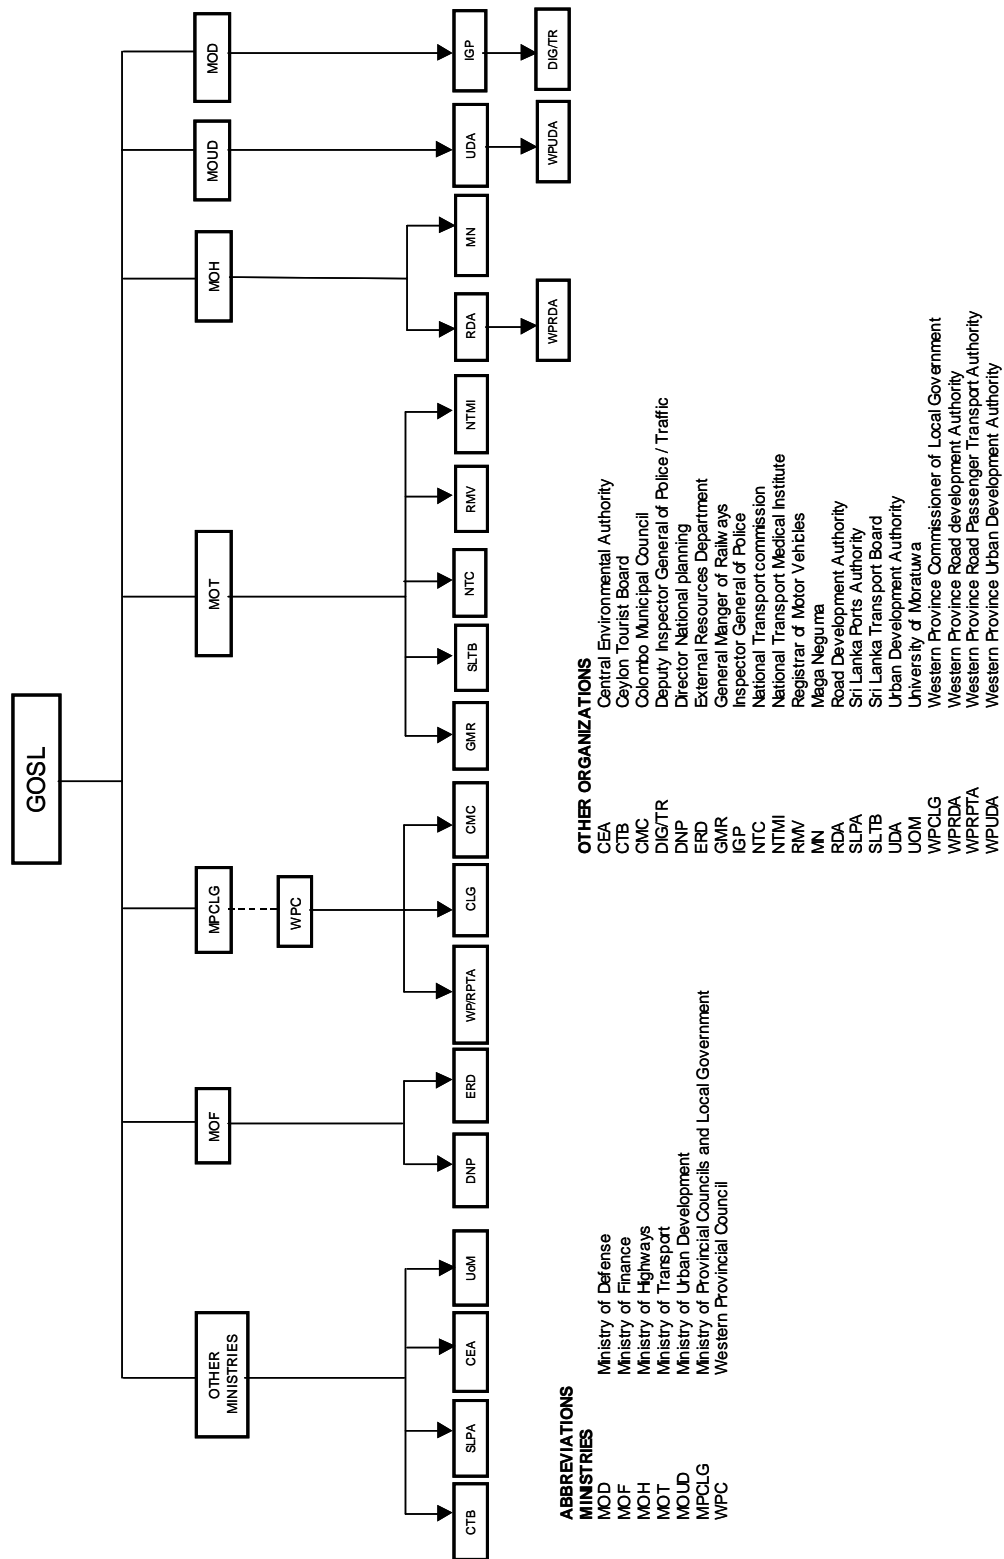 GOSL
OTHER
MINISTRIES
MOF
MPCLG
MOT
MOH
MOUD
MOD
WPC
CTB
SLPA
CEA
UoM
DNP
ERD
WP/RPTA
CLG
CMC
GMR
SLTB
NTC
RMV
NTMI
RDA
MN
UDA
IGP
WPRDA
WPUDA
DIG/TR
ABBREVIATIONS
MINISTRIES
MOD Ministry of Defense
MOF Ministry of Finance
MOH Ministry of Highways
MOT Ministry of Transport
MOUD Ministry of Urban Development
MPCLG Ministry of Provincial Councils and Local Government
WPC Western Provincial Council
OTHER ORGANIZATIONS
CEA Central Environmental Authority
CTB Ceylon Tourist Board
CMC Colombo Municipal Council
DIG/TR Deputy Inspector General of Police / Traffic
DNP Director National planning
ERD External Resources Department
GMR General Manger of Railways
IGP Inspector General of Police
NTC National Transport commission
NTMI National Transport Medical Institute
RMV Registrar of Motor Vehicles
MN Maga Neguma
RDA Road Development Authority
SLPA Sri Lanka Ports Authority
SLTB Sri Lanka Transport Board
UDA Urban Development Authority
UOM University of Moratuwa
WPCLG Western Province Commissioner of Local Government
WPRDA Western Province Road development Authority
WPRPTA Western Province Road Passenger Transport Authority
WPUDA Western Province Urban Development Authority